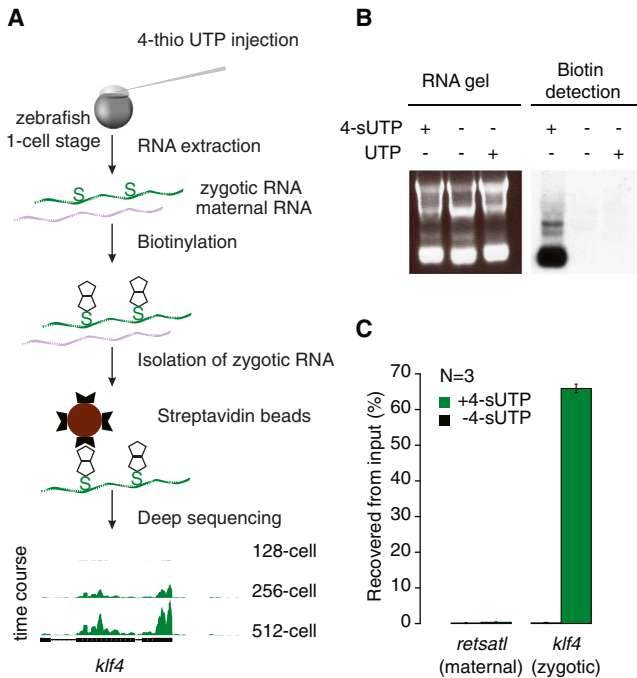 A
4-thio UTP injection
zebrafish
1-cell stage
RNA extraction
S S
zygotic RNA
maternal RNA
Biotinylation
S S
Isolation of zygotic RNA
Streptavidin beads
S S
Deep sequencing
time course
128-cell
256-cell
512-cell
klf4
B
RNA gel
Biotin
detection
4-sUTP + - - + - -
UTP - - + - - +
C
Recovered from input (%)
70
60
50
40
30
20
10
0
N=3
+4-sUTP
-4-sUTP
retsatl
(maternal)
klf4
(zygotic)